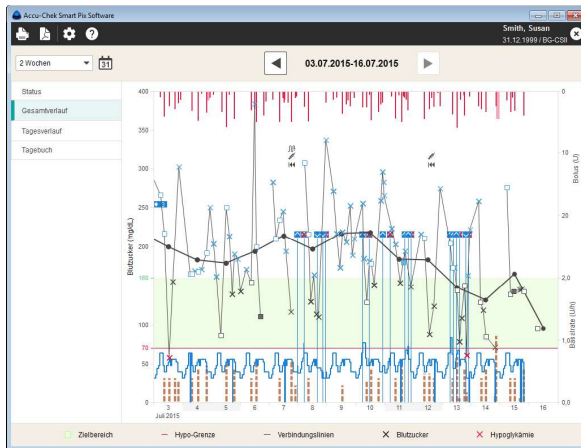 Accu-Chek Smart Pix Software
Smith, Susan
31.12.1999 / BG-CSII
2 Wochen
31
03.07.2015-16.07.2015
Status
Gesamtverlauf
Tagesverlauf
Tagebuch
Blutzucker (mg/dL)
400
350
300
250
200
160
100
70
50
0
0
10
20
2,0
1,0
0,0
Bolus (U)
Basalrate (U/h)
3
4
5
6
7
8
9
10
11
12
13
14
15
16
Juli 2015
Zielbereich
Hypo-Grenze
Verbindungslinien
Blutzucker
Hypoglykämie